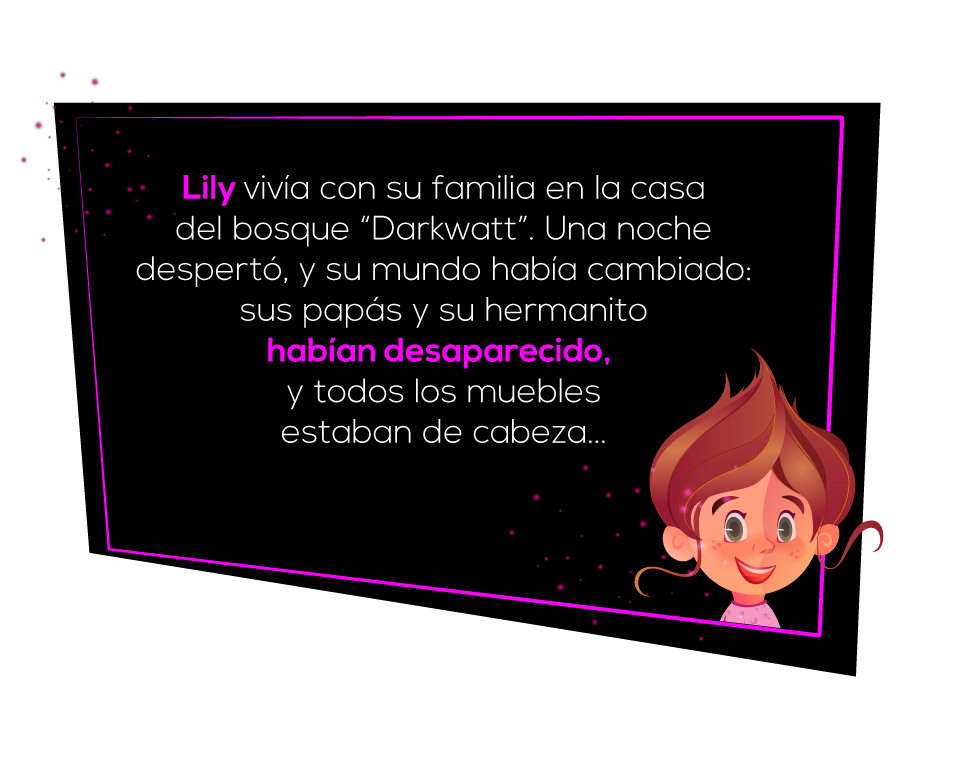 Lily vivía con su familia en la casa
del bosque “Darkwatt”. Una noche
despertó, y su mundo había cambiado:
sus papás y su hermanito
habían desaparecido,
y todos los muebles
estaban de cabeza...